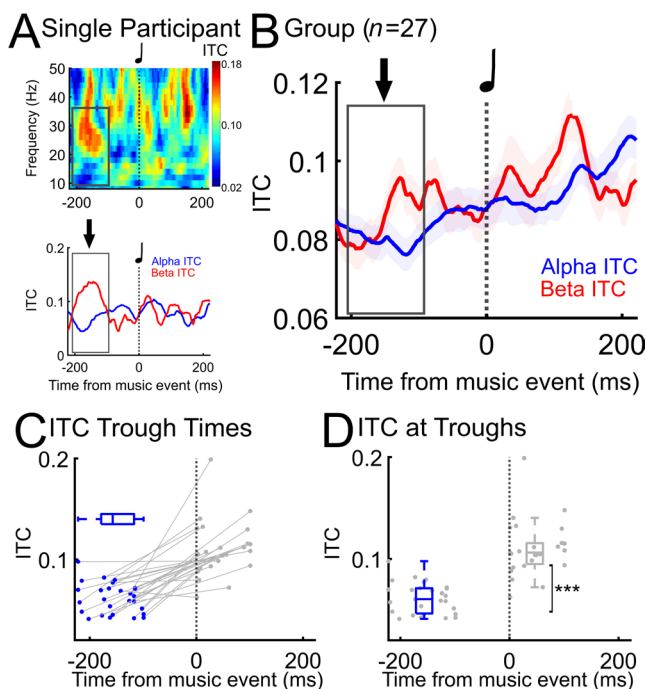 A Single Participant
ITC
50
40
30
20
10
Frequency (Hz)
0.18
0.10
0.02
-200 0 200
0.2
0.1
0
ITC
Alpha ITC
Beta ITC
-200 0 200
Time from music event (ms)
B Group (n=27)
0.12
0.1
0.08
0.06
ITC
Alpha ITC
Beta ITC
-200 0 200
Time from music event (ms)
C ITC Trough Times
0.2
0.1
ITC
-200 0 200
Time from music event (ms)
D ITC at Troughs
0.2
0.1
ITC
***
-200 0 200
Time from music event (ms)